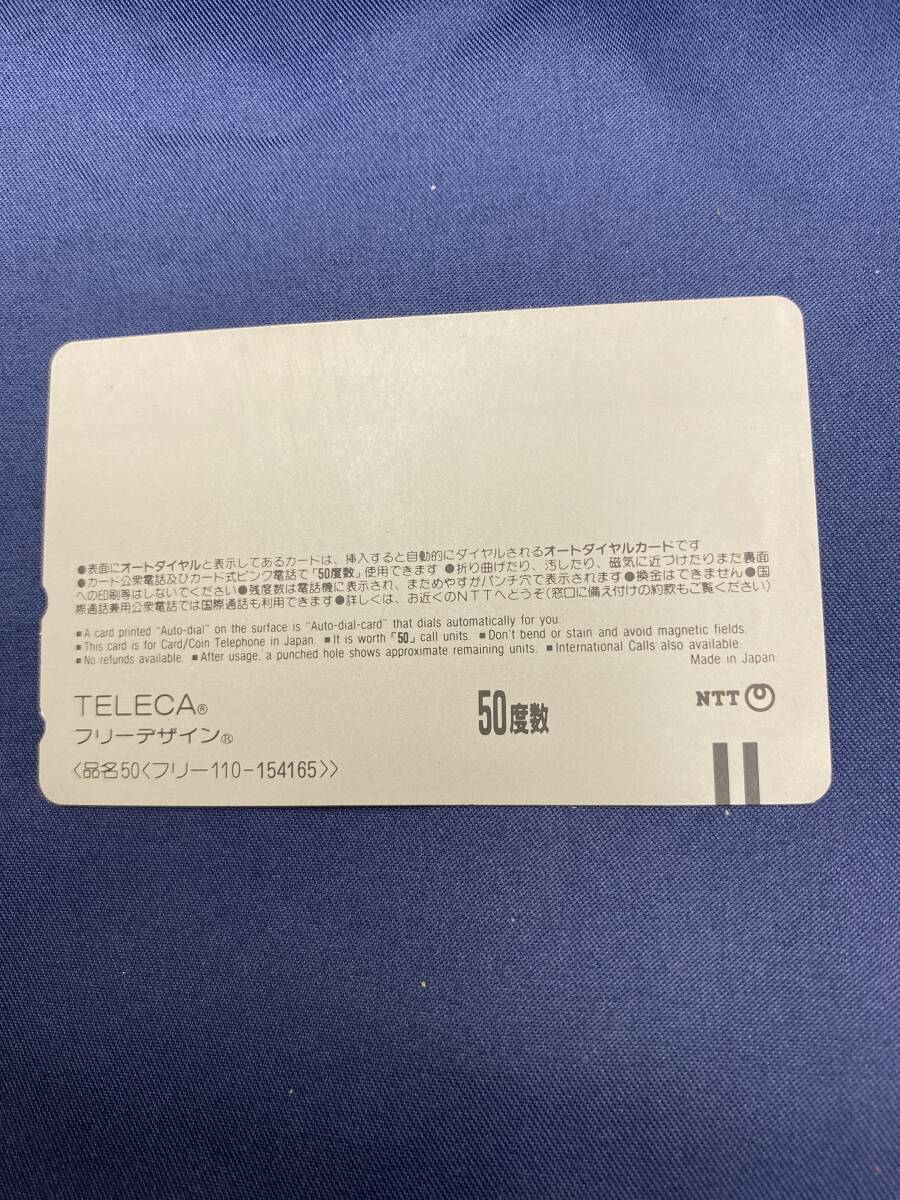 ●表面にオートダイヤルと表示してあるカードは、挿入すると自動的にダイヤルされるオートダイヤルカードです
●カード公衆電話及びカード式ピンク電話で「50度数」使用できます ●折り曲げたり、汚したり、磁気に近づけたりまた裏面
への印刷等はしないでください●残度数は電話機に表示され、まためやすがパンチ穴で表示されます●換金はできません●国
際通話兼用公衆電話では国際通話も利用できます●詳しくは、お近くのNTTへとうぞ(窓口に備え付けの約款もご覧ください)
■A card printed "Auto-dial" on the surface is "Auto-dial-card" that dials automatically for you.
■This card is for Card/Coin Telephone in Japan. ■It is worth「50」call units. ■Don't bend or stain and avoid magnetic fields.
■No refunds available. ■After usage, a punched hole shows approximate remaining units. ■International Calls also available.
Made in Japan
TELECA® 50度数 NTT
フリーデザイン®
〈品名50〈フリー110-154165〉〉